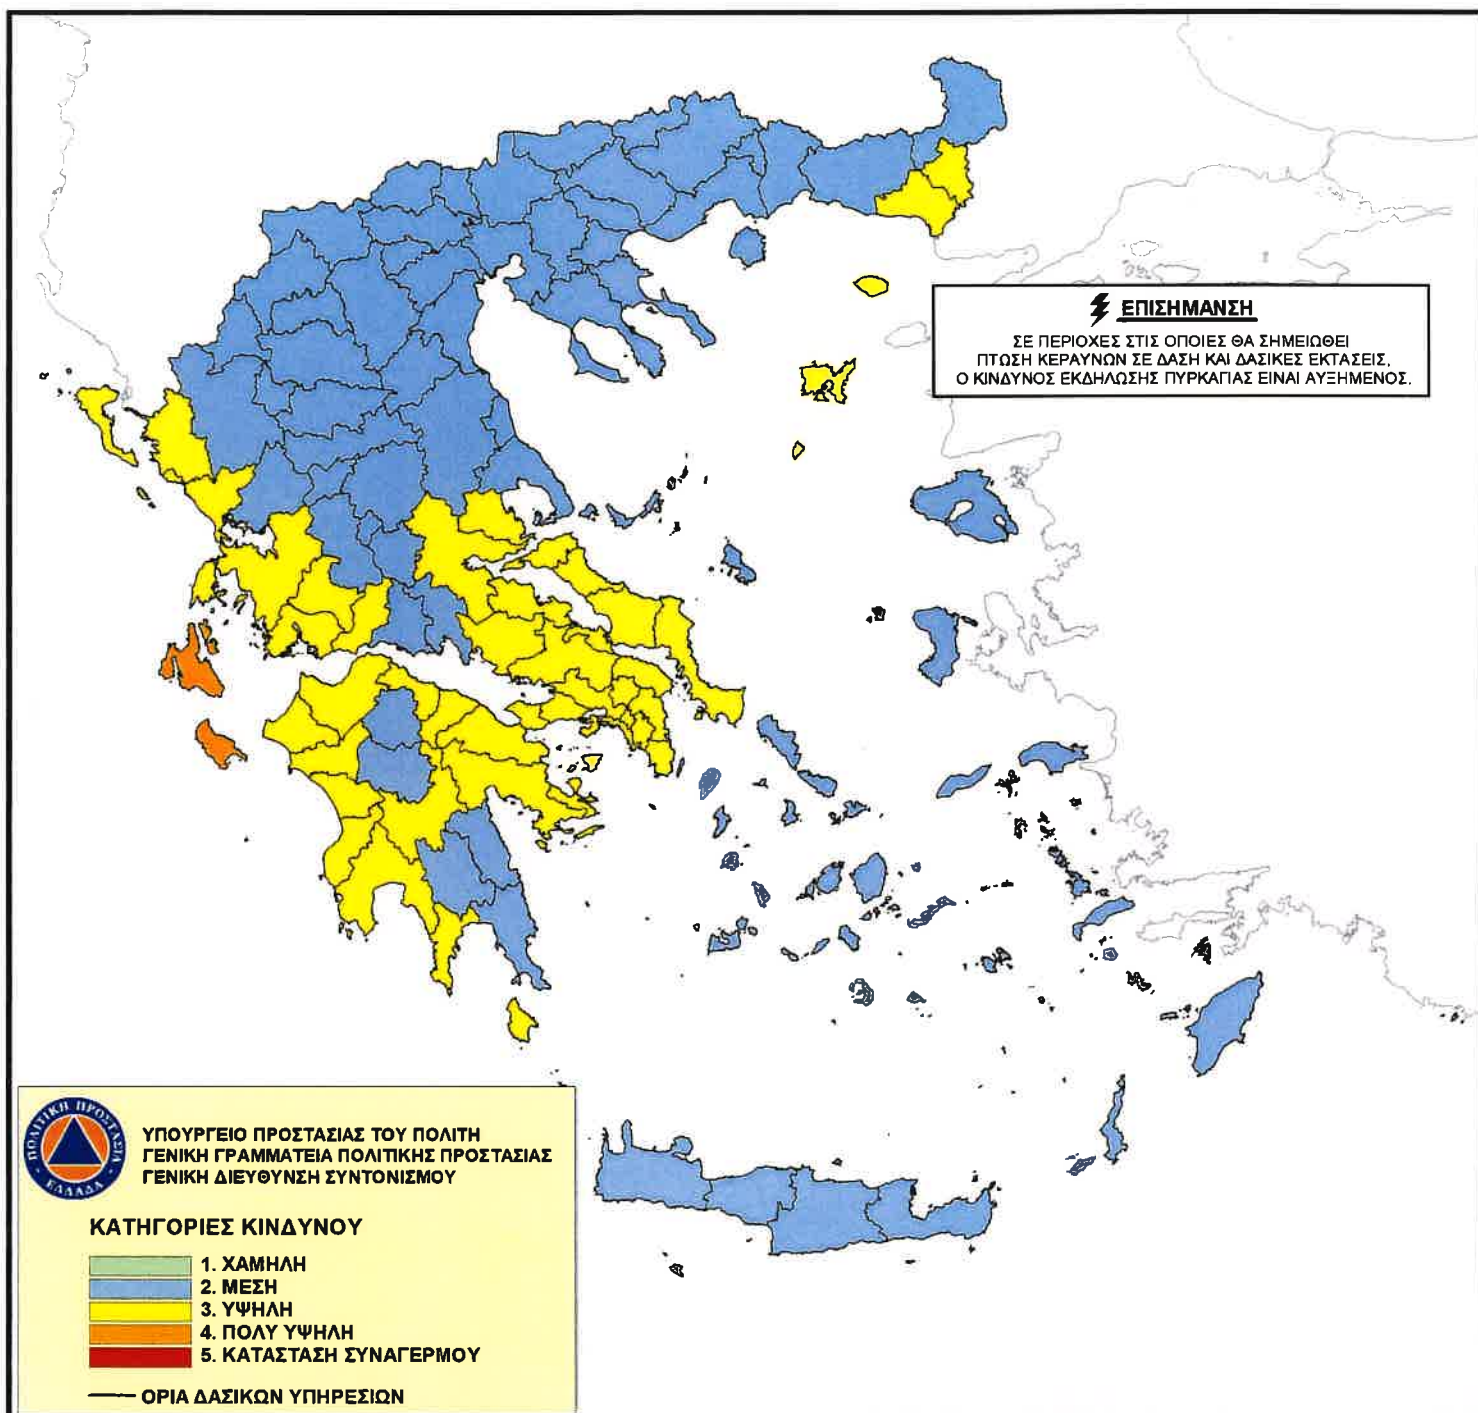 ΕΠΙΣΗΜΑΝΣΗ
ΣΕ ΠΕΡΙΟΧΕΣ ΣΤΙΣ ΟΠΟΙΕΣ ΘΑ ΣΗΜΕΙΩΘΕΙ
ΠΤΩΣΗ ΚΕΡΑΥΝΩΝ ΣΕ ΔΑΣΗ ΚΑΙ ΔΑΣΙΚΕΣ ΕΚΤΑΣΕΙΣ,
Ο ΚΙΝΔΥΝΟΣ ΕΚΔΗΛΩΣΗΣ ΠΥΡΚΑΓΙΑΣ ΕΙΝΑΙ ΑΥΞΗΜΕΝΟΣ.
ΠΟΛΙΤΙΚΗ ΠΡΟΣΤΑΣΙΑ
ΕΛΛΑΔΑ
ΥΠΟΥΡΓΕΙΟ ΠΡΟΣΤΑΣΙΑΣ ΤΟΥ ΠΟΛΙΤΗ
ΓΕΝΙΚΗ ΓΡΑΜΜΑΤΕΙΑ ΠΟΛΙΤΙΚΗΣ ΠΡΟΣΤΑΣΙΑΣ
ΓΕΝΙΚΗ ΔΙΕΥΘΥΝΣΗ ΣΥΝΤΟΝΙΣΜΟΥ
ΚΑΤΗΓΟΡΙΕΣ ΚΙΝΔΥΝΟΥ
1. ΧΑΜΗΛΗ
2. ΜΕΣΗ
3. ΥΨΗΛΗ
4. ΠΟΛΥ ΥΨΗΛΗ
5. ΚΑΤΑΣΤΑΣΗ ΣΥΝΑΓΕΡΜΟΥ
ΟΡΙΑ ΔΑΣΙΚΩΝ ΥΠΗΡΕΣΙΩΝ